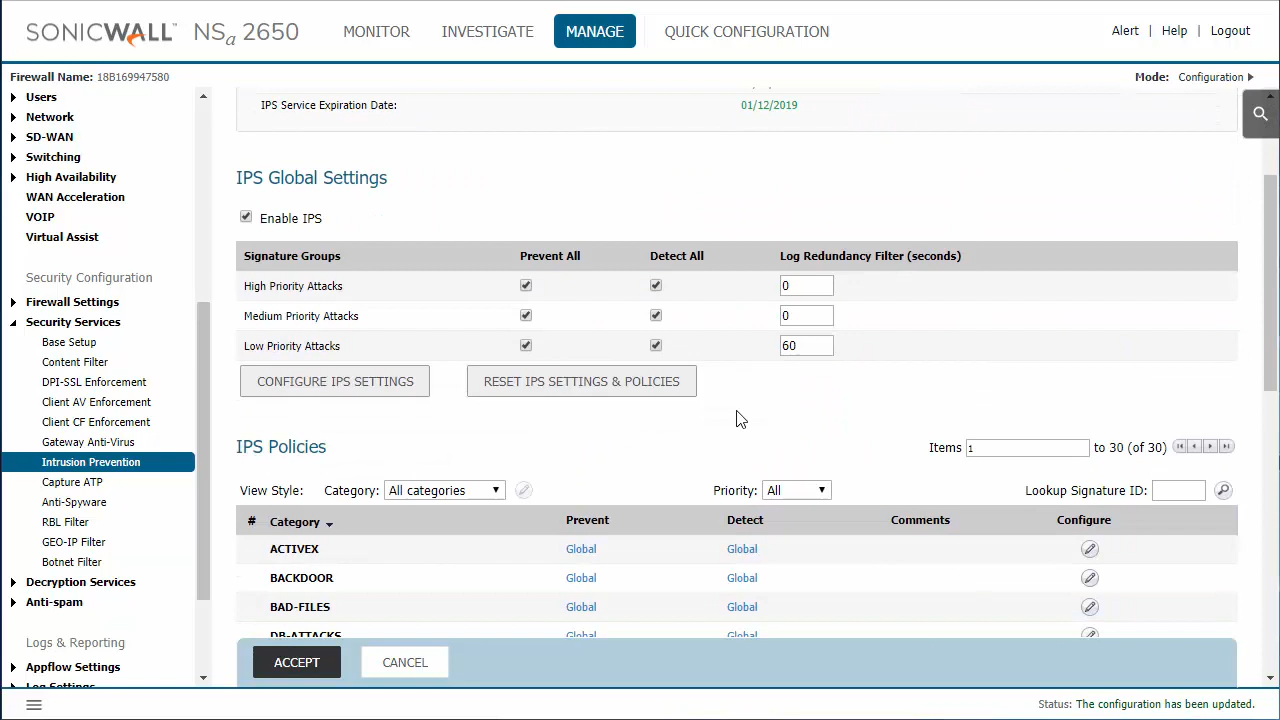 SONICWALL NSa 2650 MONITOR INVESTIGATE MANAGE QUICK CONFIGURATION Alert | Help | Logout
Firewall Name: 18B169947580 Mode: Configuration
Users
Network
SD-WAN
Switching
High Availability
WAN Acceleration
VOIP
Virtual Assist
Security Configuration
Firewall Settings
Security Services
Base Setup
Content Filter
DPI-SSL Enforcement
Client AV Enforcement
Client CF Enforcement
Gateway Anti-Virus
Intrusion Prevention
Capture ATP
Anti-Spyware
RBL Filter
GEO-IP Filter
Botnet Filter
Decryption Services
Anti-spam
Logs & Reporting
Appflow Settings
Log Settings
IPS Service Expiration Date: 01/12/2019
IPS Global Settings
Enable IPS
Signature Groups Prevent All Detect All Log Redundancy Filter (seconds)
High Priority Attacks 0
Medium Priority Attacks 0
Low Priority Attacks 60
CONFIGURE IPS SETTINGS RESET IPS SETTINGS & POLICIES
IPS Policies Items 1 to 30 (of 30)
View Style: Category: All categories Priority: All Lookup Signature ID:
# Category Prevent Detect Comments Configure
ACTIVEX Global Global
BACKDOOR Global Global
BAD-FILES Global Global
DB-ATTACKS Global Global
ACCEPT CANCEL
Status: The configuration has been updated.